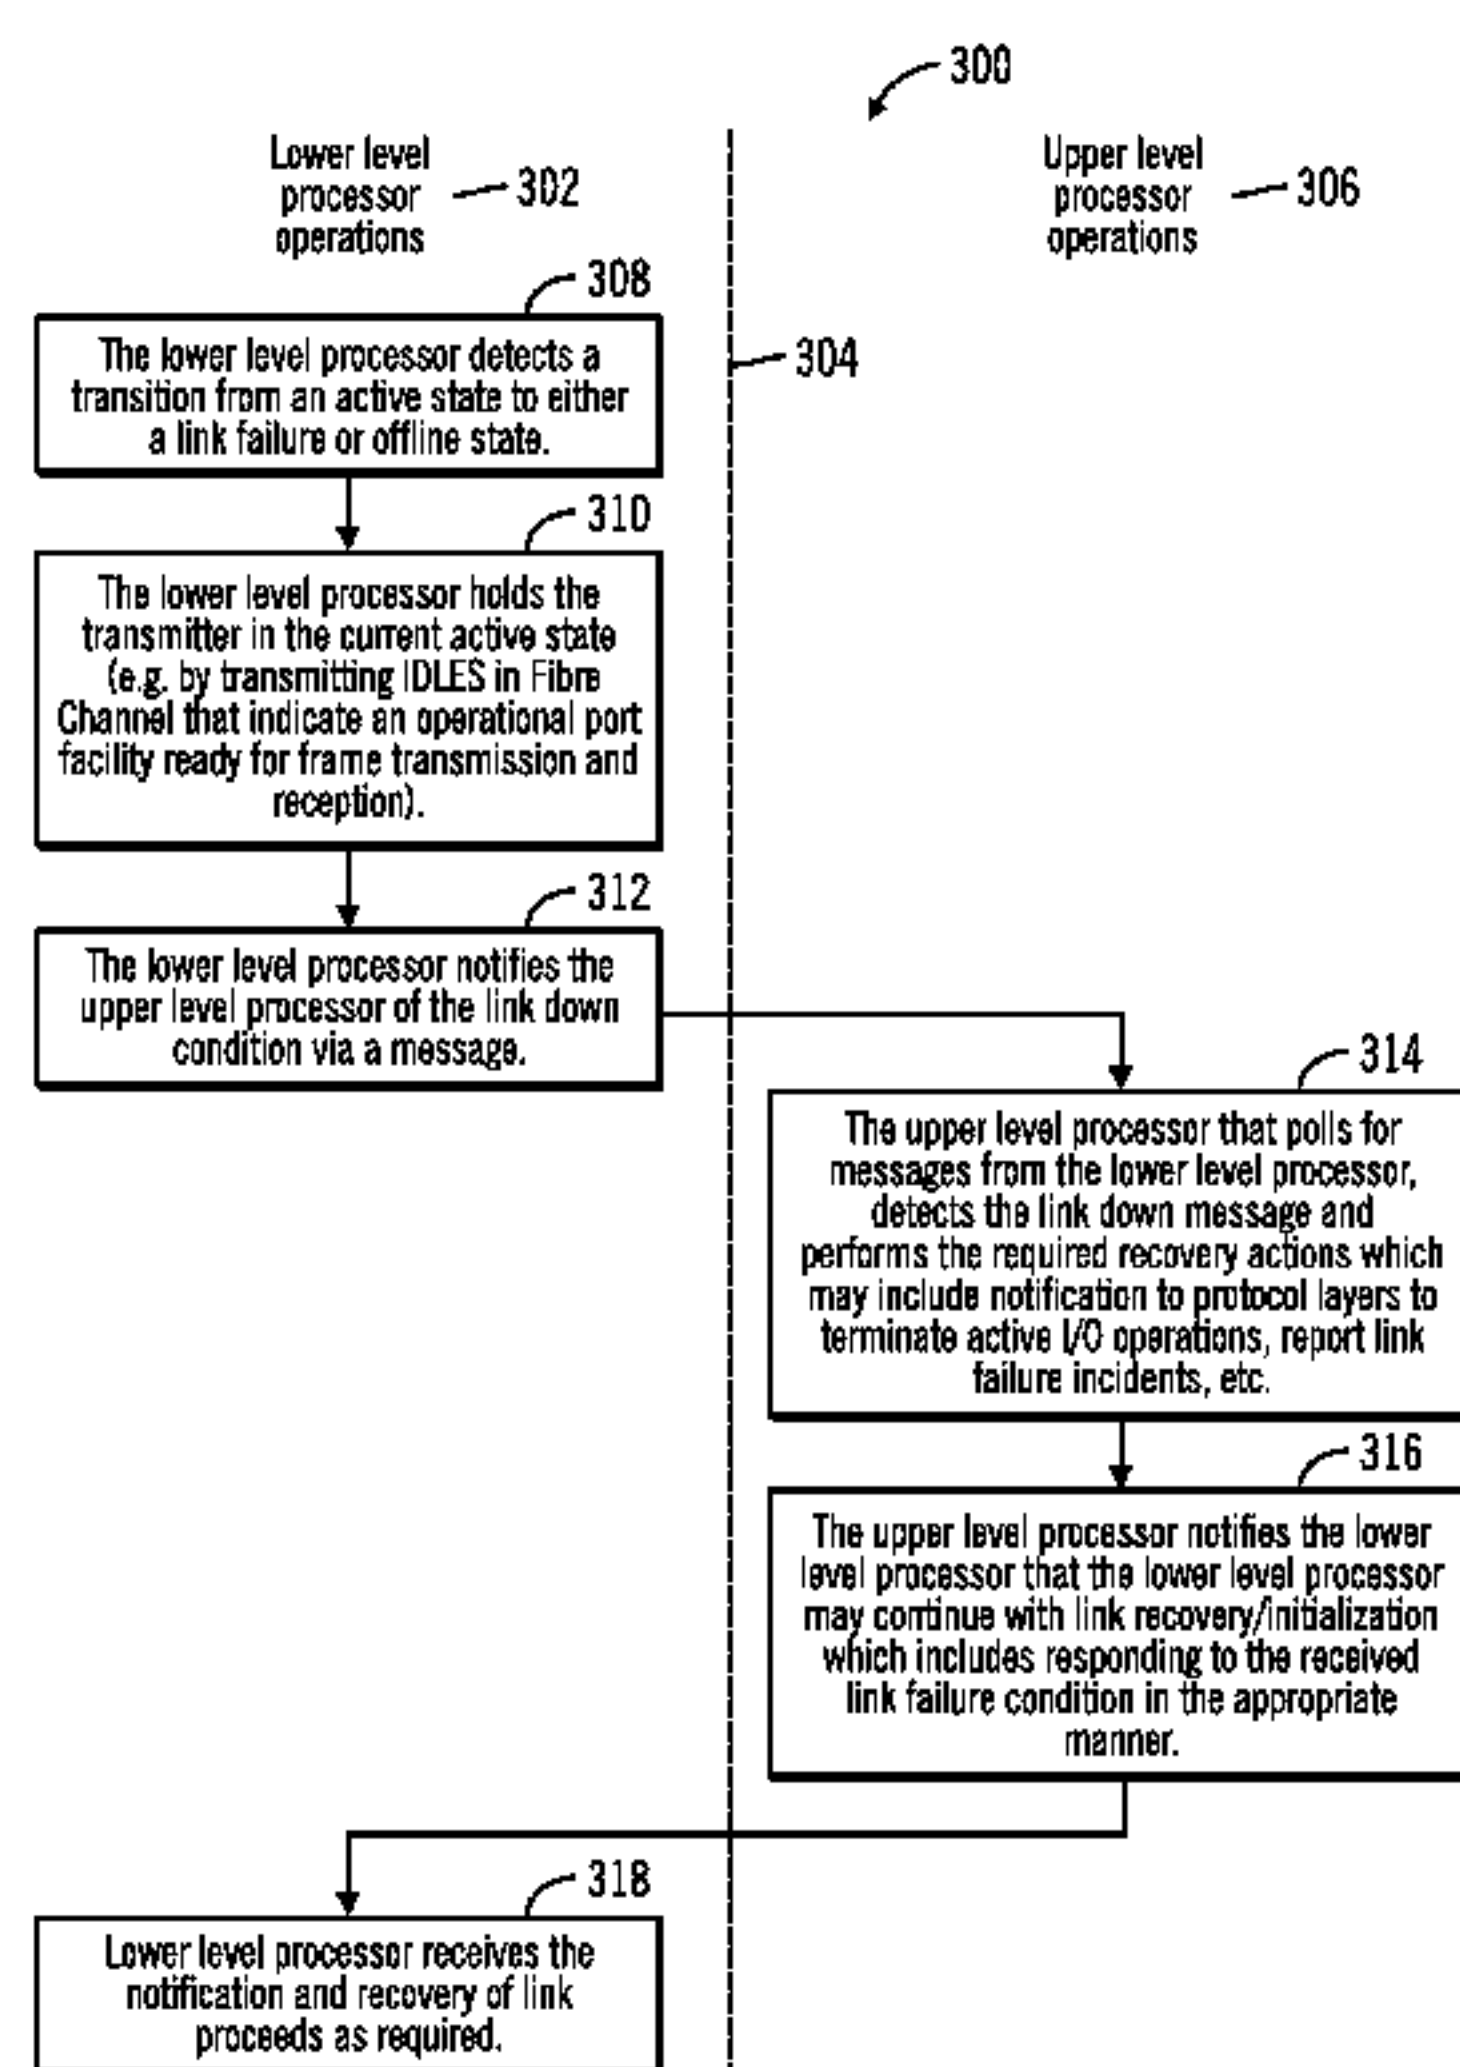 300
Lower level
processor
operations
302
Upper level
processor
operations
306
308
The lower level processor detects a
transition from an active state to either
a link failure or offline state.
304
310
The lower level processor holds the
transmitter in the current active state
(e.g. by transmitting IDLES in Fibre
Channel that indicate an operational port
facility ready for frame transmission and
reception).
312
The lower level processor notifies the
upper level processor of the link down
condition via a message.
314
The upper level processor that polls for
messages from the lower level processor,
detects the link down message and
performs the required recovery actions which
may include notification to protocol layers to
terminate active I/O operations, report link
failure incidents, etc.
316
The upper level processor notifies the lower
level processor that the lower level processor
may continue with link recovery/initialization
which includes responding to the received
link failure condition in the appropriate
manner.
318
Lower level processor receives the
notification and recovery of link
proceeds as required.